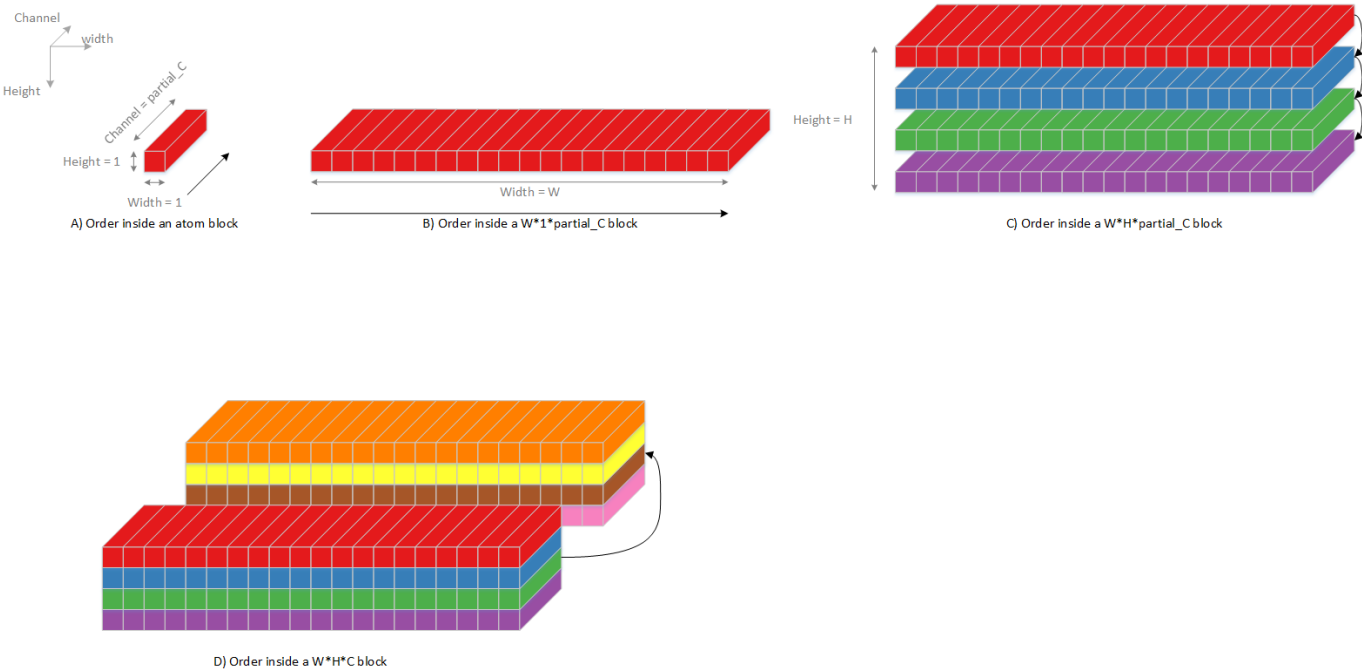 Channel
width
Height
Channel = partial_C
Height = 1
Width = 1
A) Order inside an atom block
Width = W
B) Order inside a W*1*partial_C block
Height = H
C) Order inside a W*H*partial_C block
D) Order inside a W*H*C block